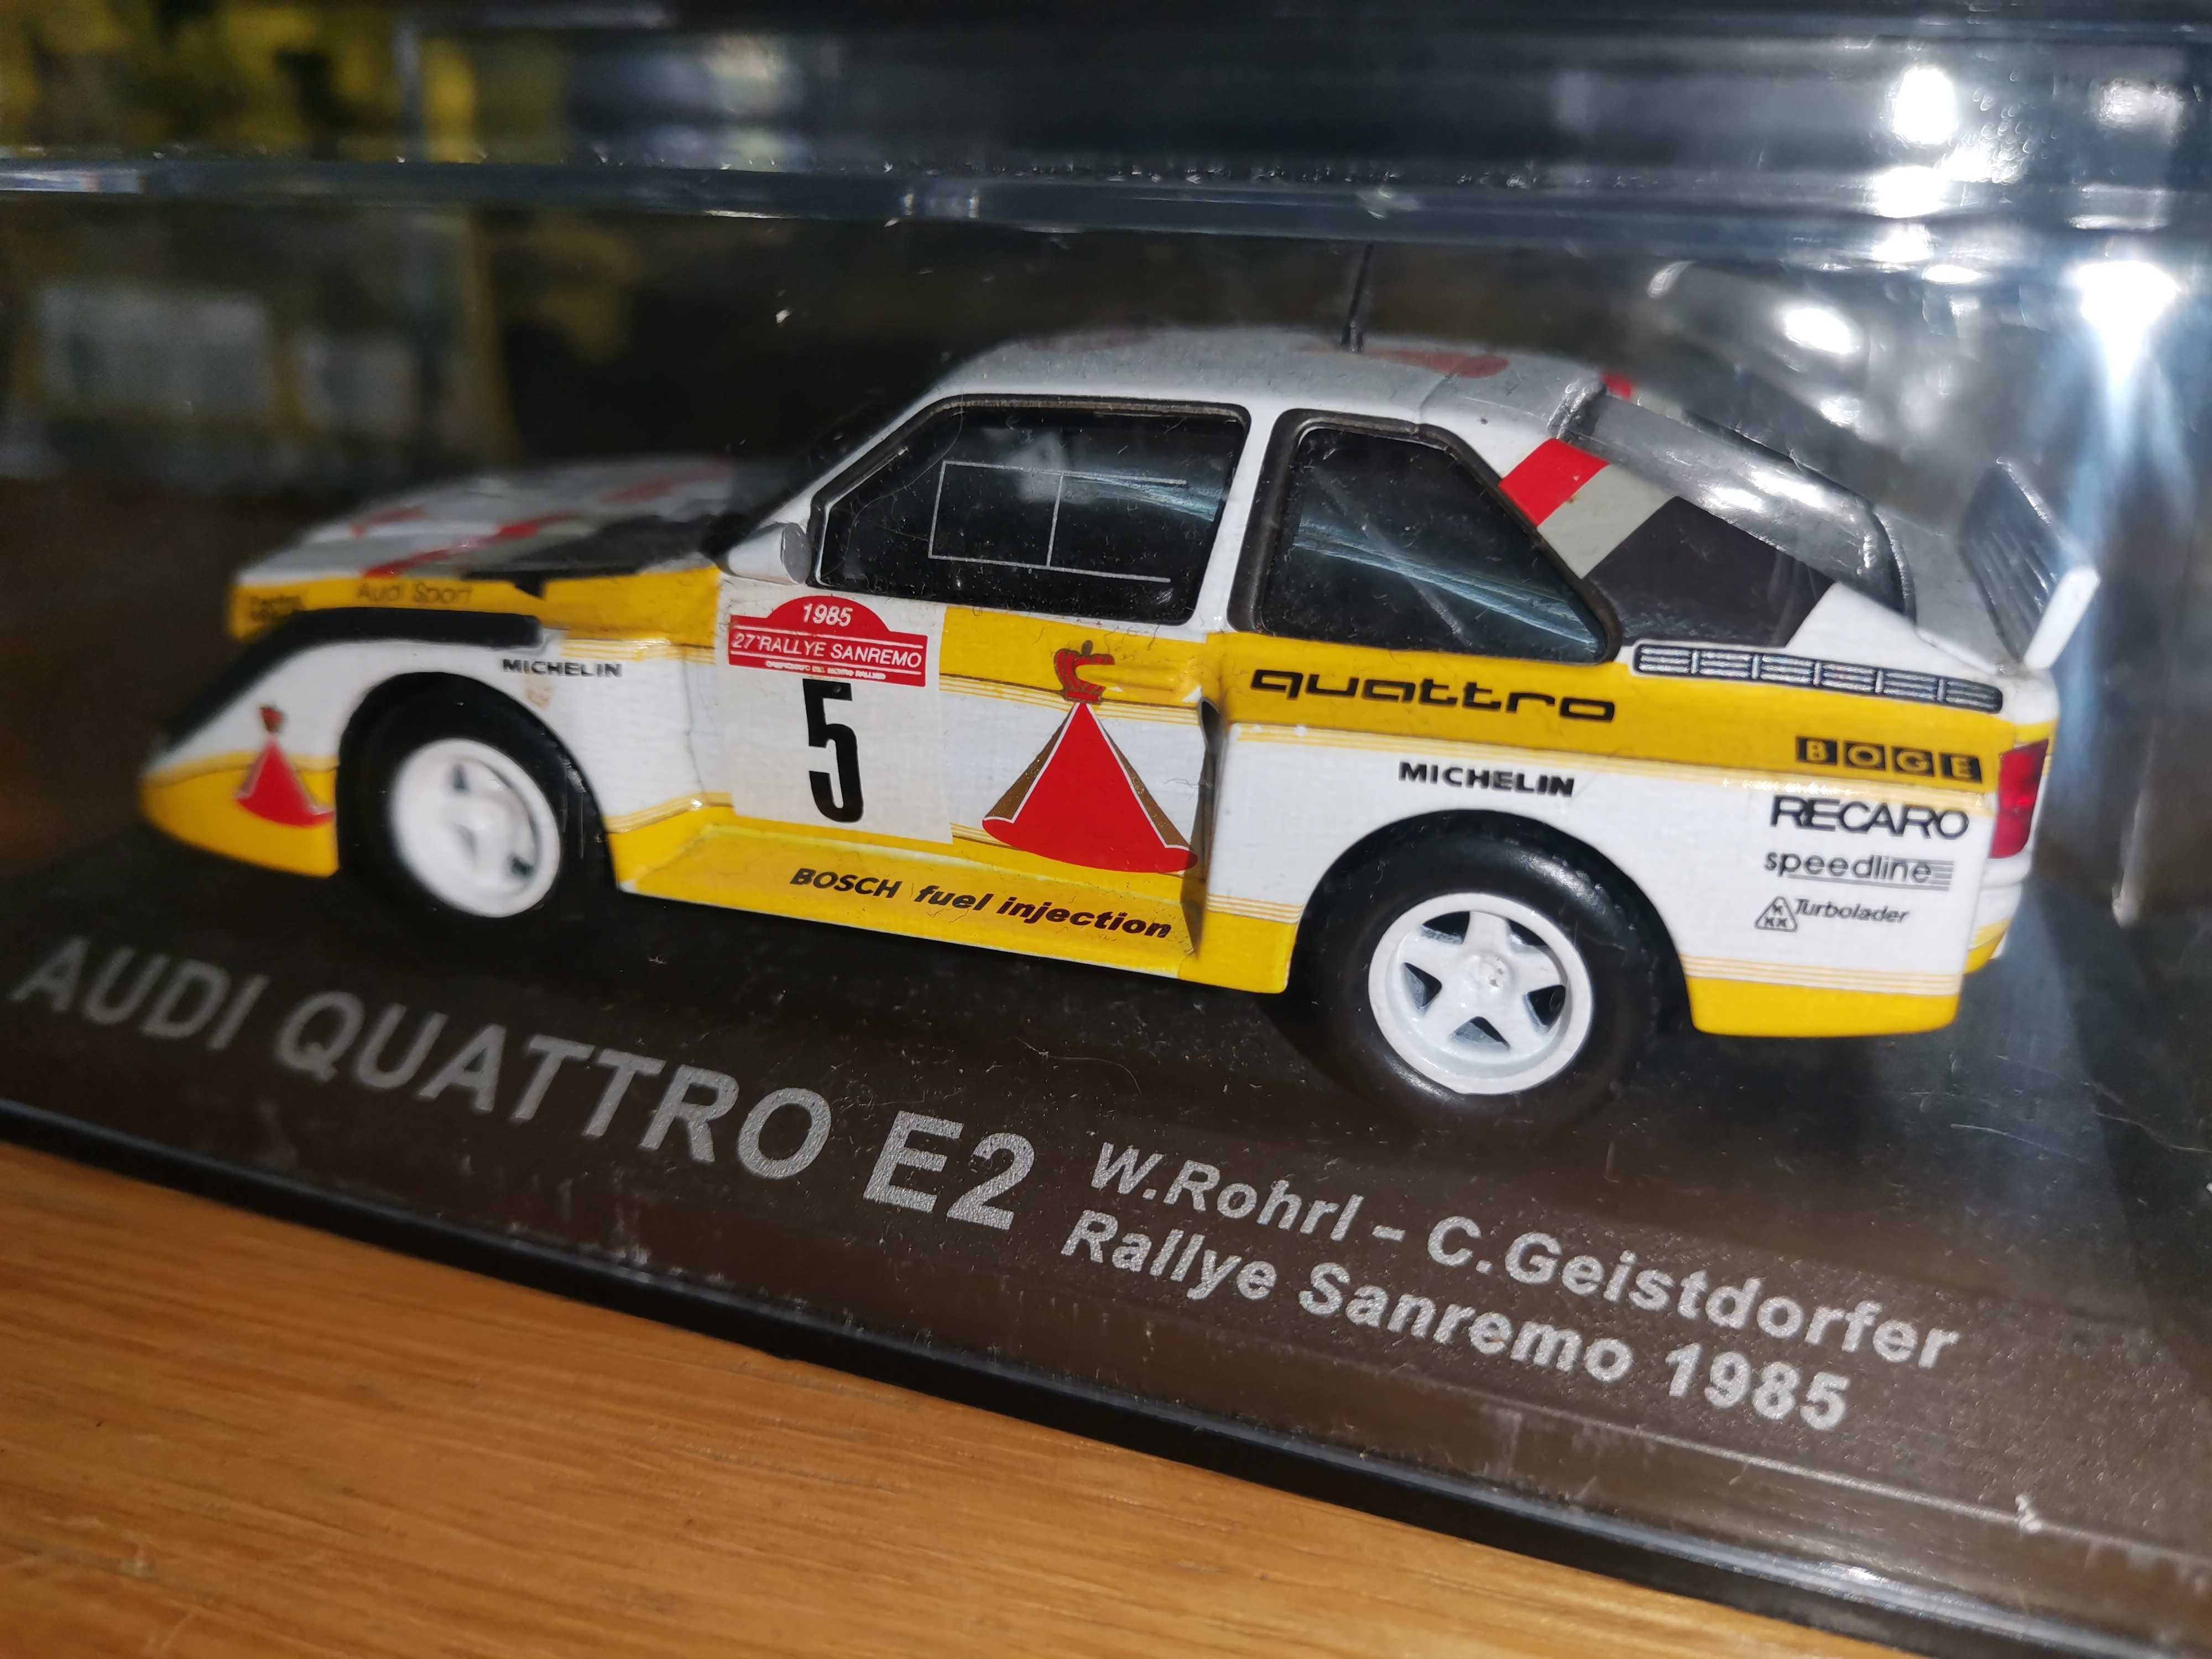 Audi Sport
1985
27°RALLYE SANREMO
MICHELIN
5
quattro
BOGE
MICHELIN
RECARO
speedline
KKK Turbolader
BOSCH fuel injection
AUDI QUATTRO E2
W.Rohrl - C.Geistdorfer
Rallye Sanremo 1985